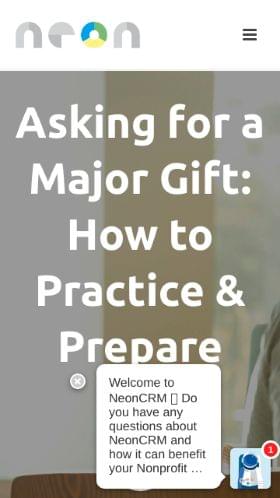 neon
Asking for a
Major Gift:
How to
Practice &
Prepare
Welcome to
NeonCRM ▯ Do
you have any
questions about
NeonCRM and
how it can benefit
your Nonprofit ...
1